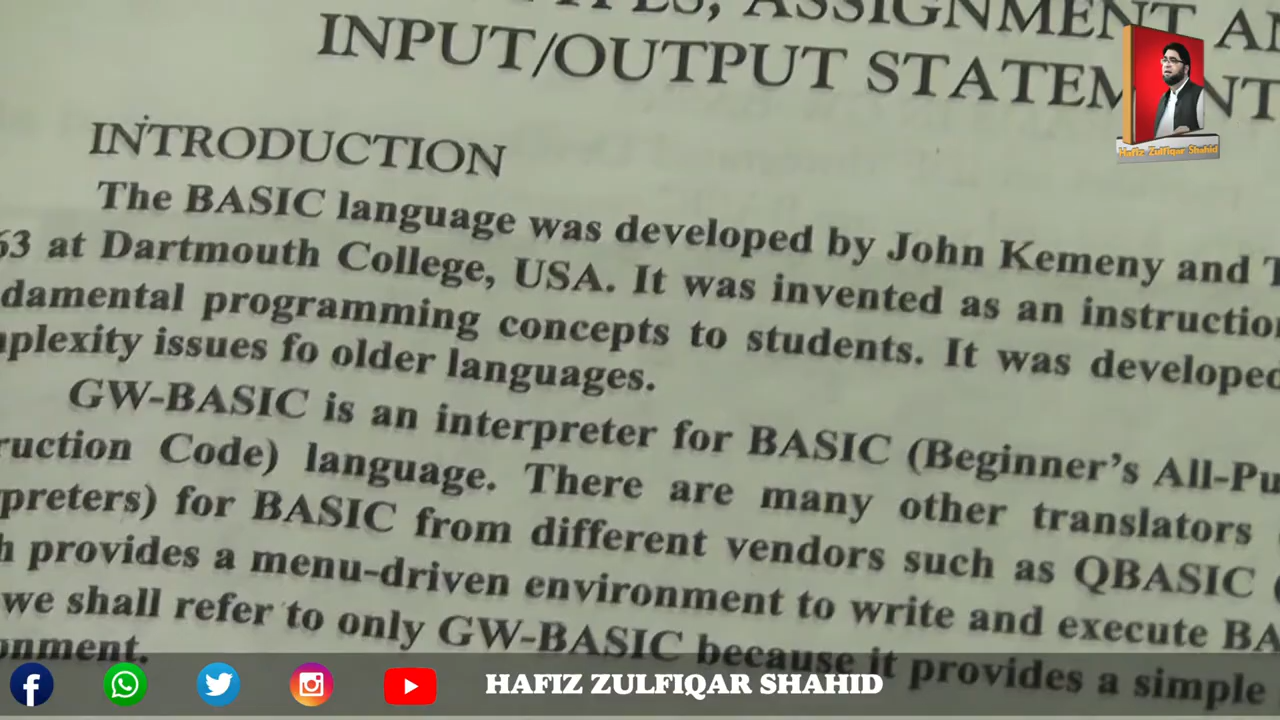 ASSIGNMENT
INPUT/OUTPUT STATEMENT
INTRODUCTION
The BASIC language was developed by John Kemeny and T
63 at Dartmouth College, USA. It was invented as an instructio
damental programming concepts to students. It was developed
plexity issues fo older languages.
GW-BASIC is an interpreter for BASIC (Beginner's All-Pu
ruction Code) language. There are many other translators
preters) for BASIC from different vendors such as QBASIC (
h provides a menu-driven environment to write and execute BA
we shall refer to only GW-BASIC because it provides a simple
onment.
Hafiz Zulfiqar Shahid
HAFIZ ZULFIQAR SHAHID